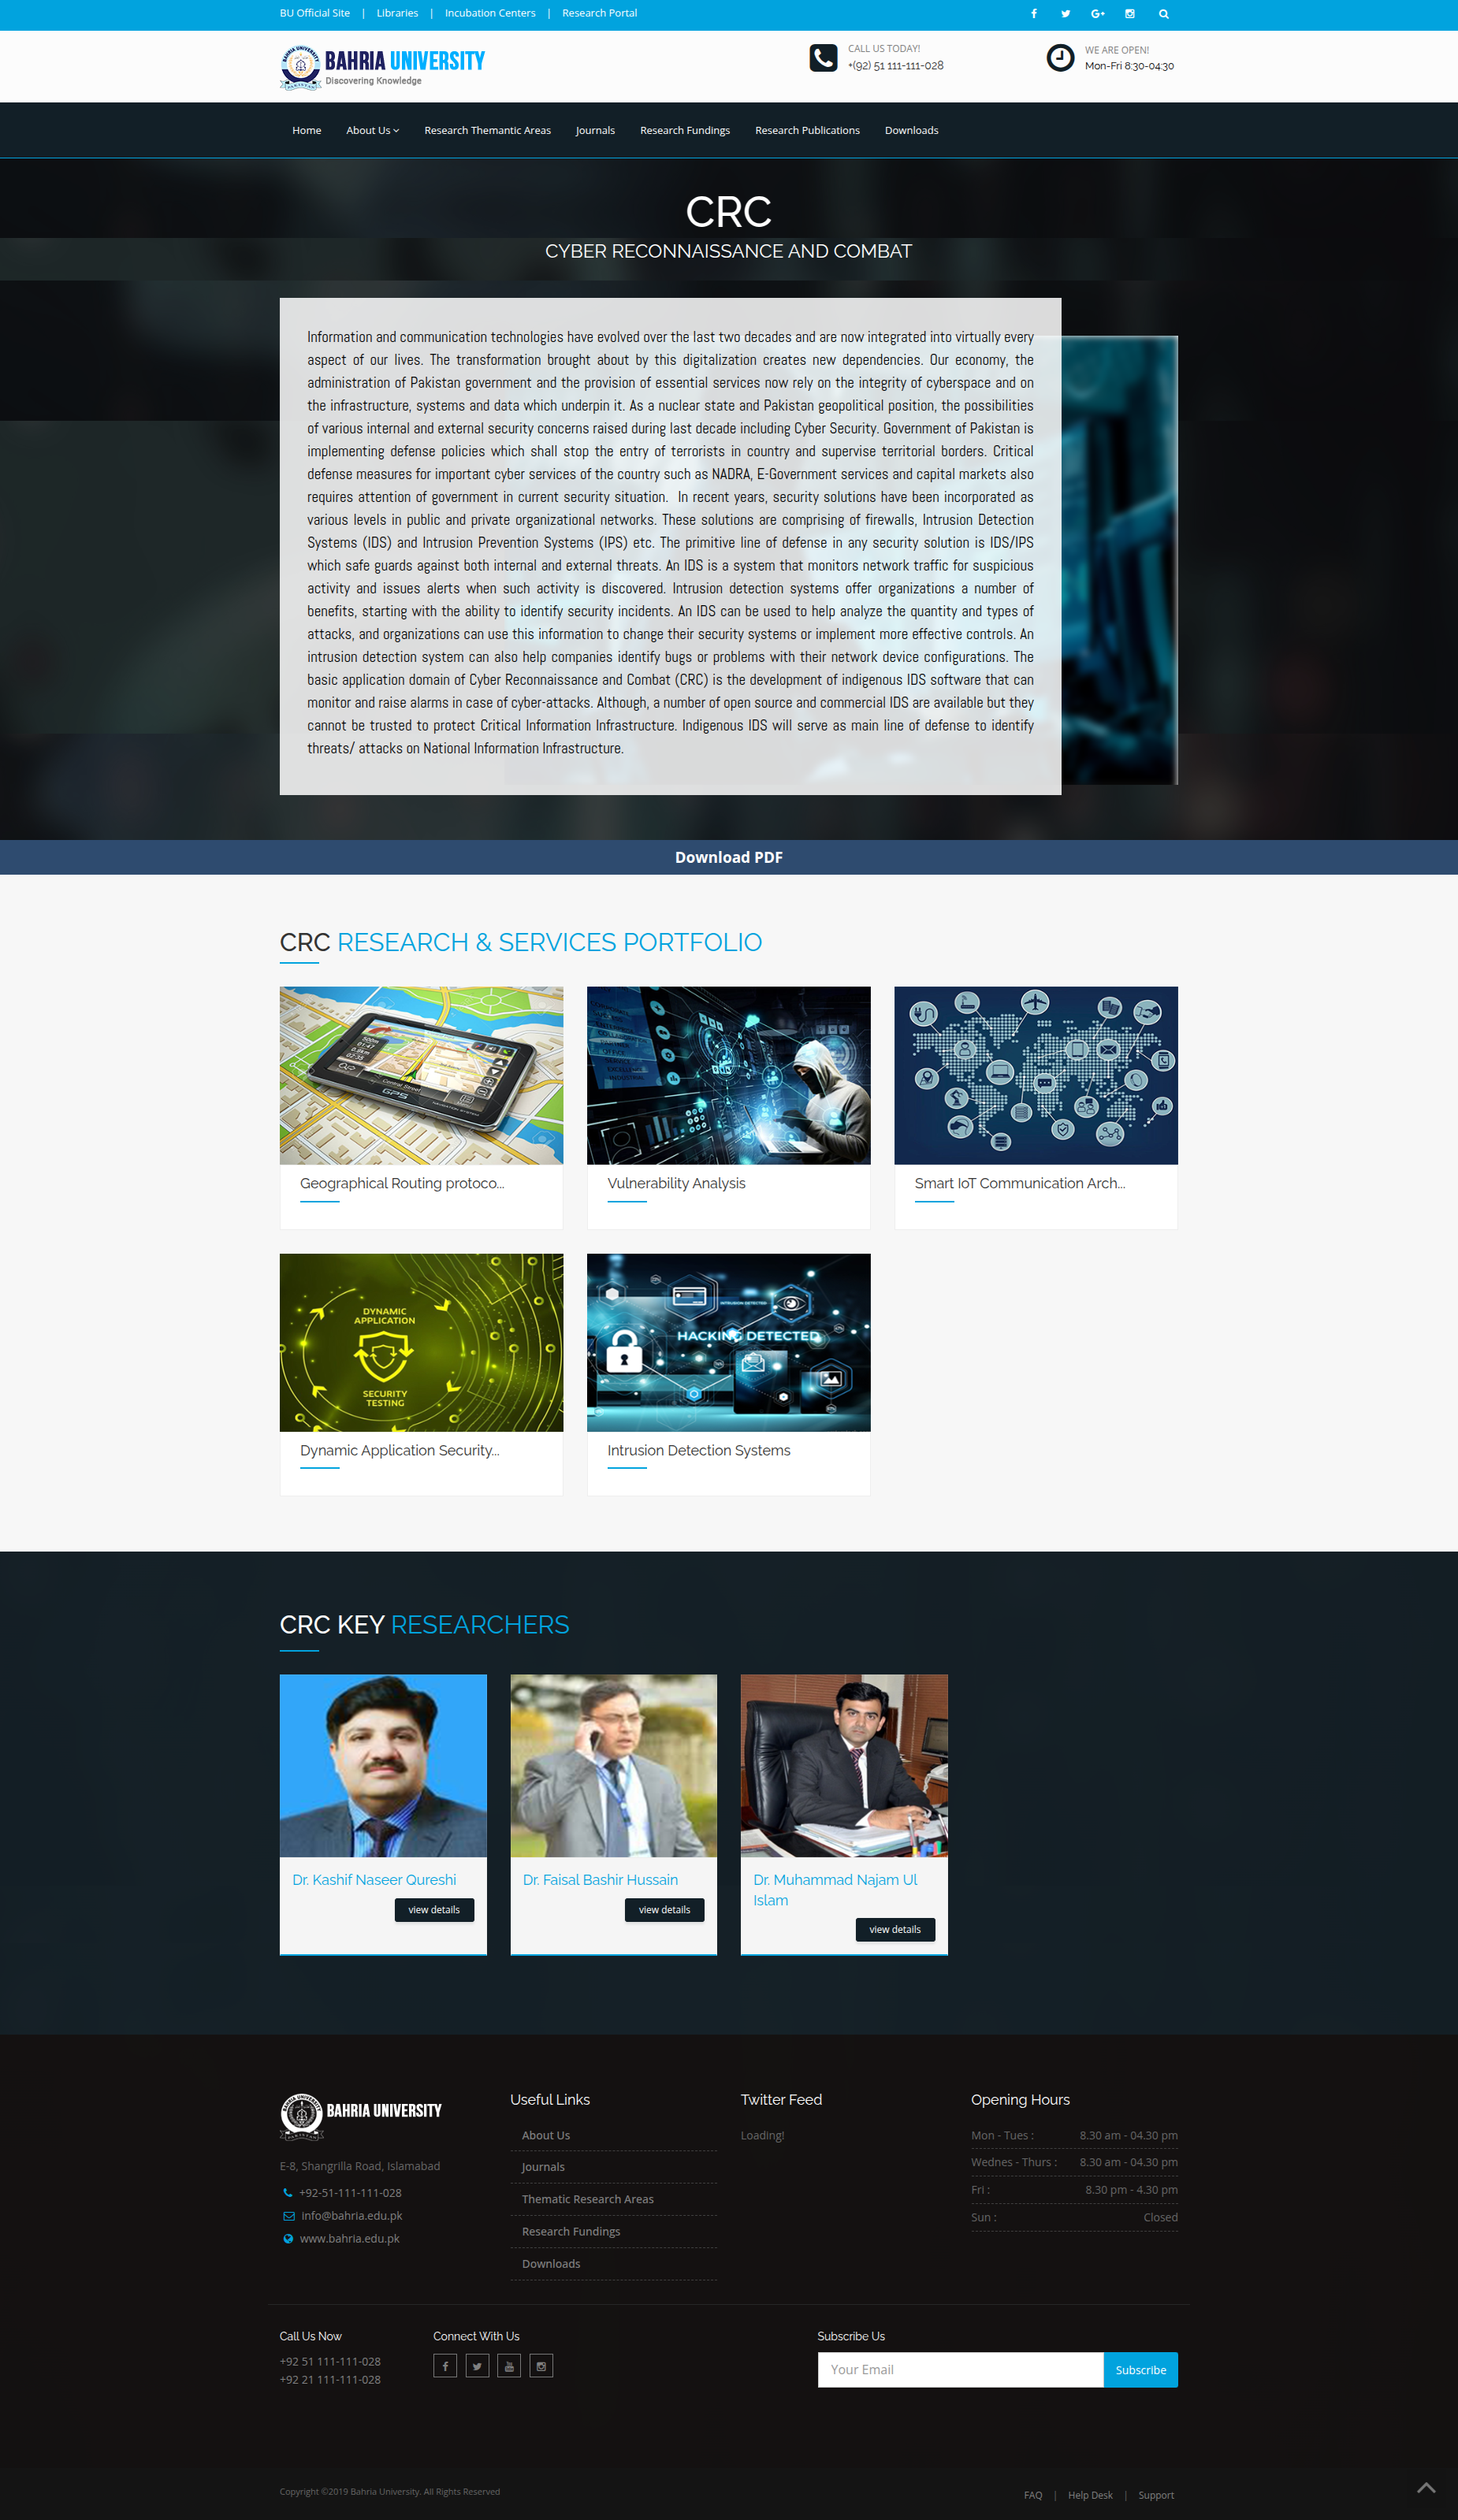 BU Official Site | Libraries | Incubation Centers | Research Portal
BAHRIA UNIVERSITY
Discovering Knowledge
CALL US TODAY!
+(92) 51 111-111-028
WE ARE OPEN!
Mon-Fri 8:30-04:30
Home About Us Research Themantic Areas Journals Research Fundings Research Publications Downloads
CRC
CYBER RECONNAISSANCE AND COMBAT
Information and communication technologies have evolved over the last two decades and are now integrated into virtually every
aspect of our lives. The transformation brought about by this digitalization creates new dependencies. Our economy, the
administration of Pakistan government and the provision of essential services now rely on the integrity of cyberspace and on
the infrastructure, systems and data which underpin it. As a nuclear state and Pakistan geopolitical position, the possibilities
of various internal and external security concerns raised during last decade including Cyber Security. Government of Pakistan is
implementing defense policies which shall stop the entry of terrorists in country and supervise territorial borders. Critical
defense measures for important cyber services of the country such as NADRA, E-Government services and capital markets also
requires attention of government in current security situation. In recent years, security solutions have been incorporated as
various levels in public and private organizational networks. These solutions are comprising of firewalls, Intrusion Detection
Systems (IDS) and Intrusion Prevention Systems (IPS) etc. The primitive line of defense in any security solution is IDS/IPS
which safe guards against both internal and external threats. An IDS is a system that monitors network traffic for suspicious
activity and issues alerts when such activity is discovered. Intrusion detection systems offer organizations a number of
benefits, starting with the ability to identify security incidents. An IDS can be used to help analyze the quantity and types of
attacks, and organizations can use this information to change their security systems or implement more effective controls. An
intrusion detection system can also help companies identify bugs or problems with their network device configurations. The
basic application domain of Cyber Reconnaissance and Combat (CRC) is the development of indigenous IDS software that can
monitor and raise alarms in case of cyber-attacks. Although, a number of open source and commercial IDS are available but they
cannot be trusted to protect Critical Information Infrastructure. Indigenous IDS will serve as main line of defense to identify
threats/ attacks on National Information Infrastructure.
Download PDF
CRC RESEARCH & SERVICES PORTFOLIO
Central Street
GPS
Geographical Routing protoco...
Vulnerability Analysis
Smart IoT Communication Arch...
DYNAMIC
APPLICATION
SECURITY
TESTING
INTRUSION DETECTED
HACKING DETECTED
Dynamic Application Security...
Intrusion Detection Systems
CRC KEY RESEARCHERS
Dr. Kashif Naseer Qureshi
view details
Dr. Faisal Bashir Hussain
view details
Dr. Muhammad Najam Ul
Islam
view details
BAHRIA UNIVERSITY
E-8, Shangrilla Road, Islamabad
+92-51-111-111-028
info@bahria.edu.pk
www.bahria.edu.pk
Useful Links
About Us
Journals
Thematic Research Areas
Research Fundings
Downloads
Twitter Feed
Loading!
Opening Hours
Mon - Tues : 8.30 am - 04.30 pm
Wednes - Thurs : 8.30 am - 04.30 pm
Fri : 8.30 pm - 4.30 pm
Sun : Closed
Call Us Now
+92 51 111-111-028
+92 21 111-111-028
Connect With Us
Subscribe Us
Your Email
Subscribe
Copyright ©2019 Bahria University. All Rights Reserved
FAQ | Help Desk | Support